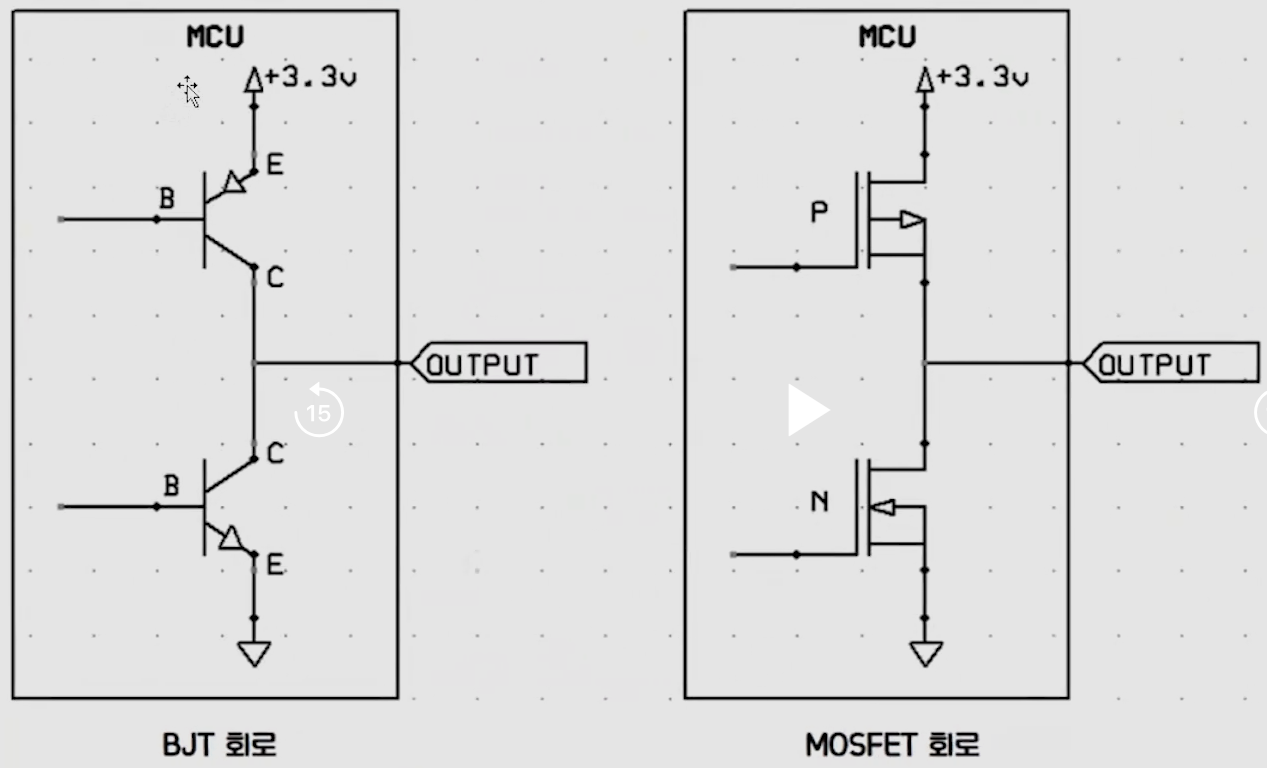 MCU
+3.3v
E
B
C
OUTPUT
15
C
B
E
BJT 회로
MCU
+3.3v
P
OUTPUT
N
MOSFET 회로